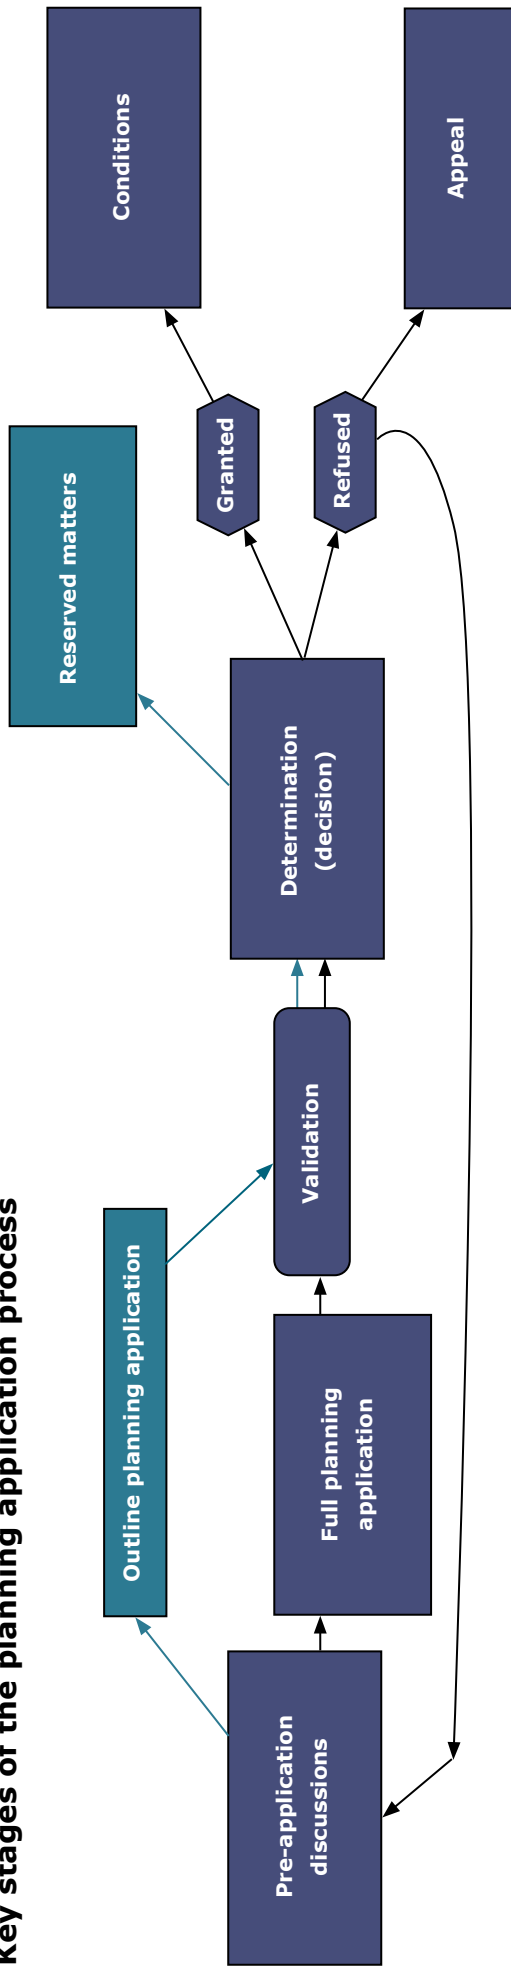 Key stages of the planning application process
Pre-application
discussions
Outline planning application
Full planning
application
Validation
Determination
(decision)
Reserved matters
Granted
Refused
Conditions
Appeal